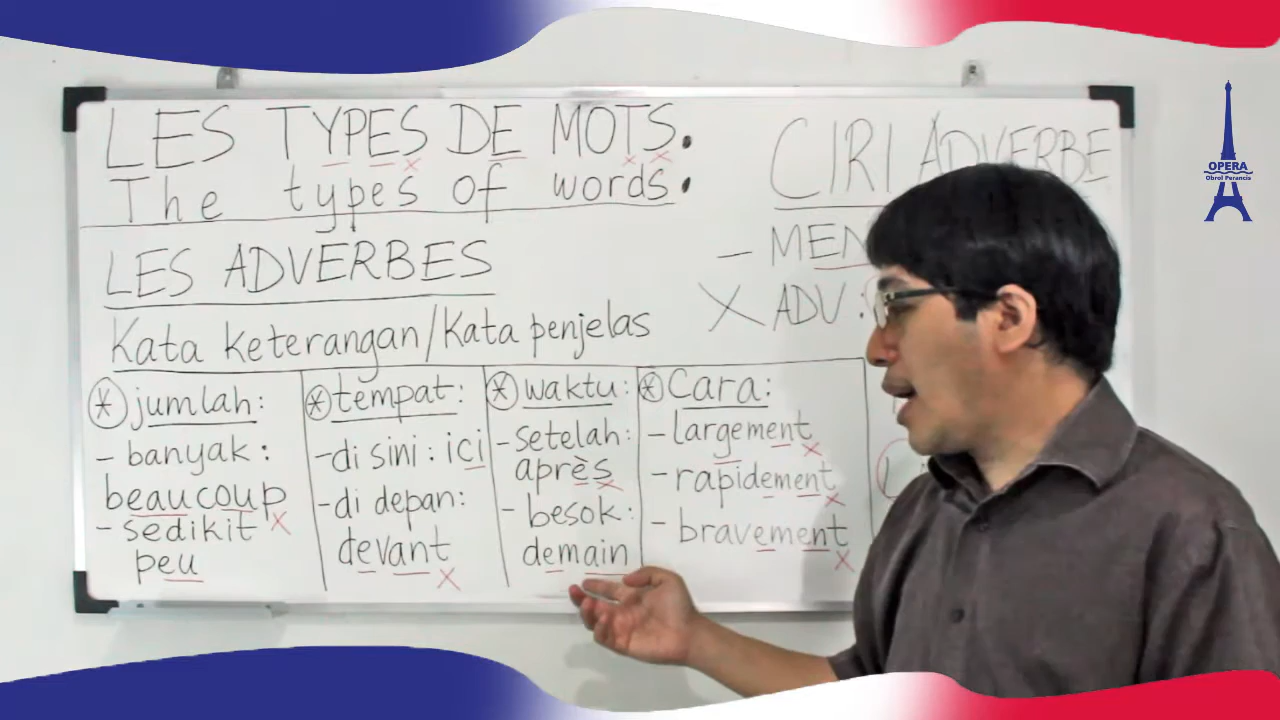 LES TYPES DE MOTS:
The types of words:
LES ADVERBES
Kata keterangan/Kata penjelas
* jumlah:
- banyak:
beaucoup
- sedikit
peu
* tempat:
- di sini : ici
- di depan:
devant
* waktu:
- setelah:
après
- besok:
demain
* Cara:
- largement
- rapidement
- bravement
CIRI ADVERBE
X ADV:
OPERA
Obrol Perancis